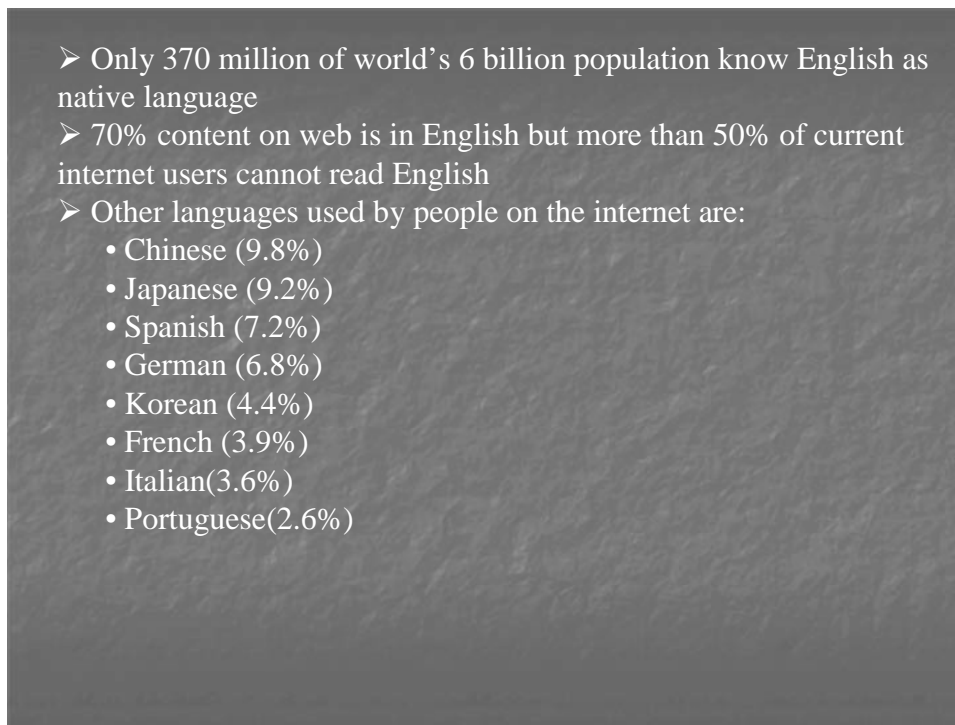 ➢ Only 370 million of world's 6 billion population know English as
native language
➢ 70% content on web is in English but more than 50% of current
internet users cannot read English
➢ Other languages used by people on the internet are:
• Chinese (9.8%)
• Japanese (9.2%)
• Spanish (7.2%)
• German (6.8%)
• Korean (4.4%)
• French (3.9%)
• Italian(3.6%)
• Portuguese(2.6%)